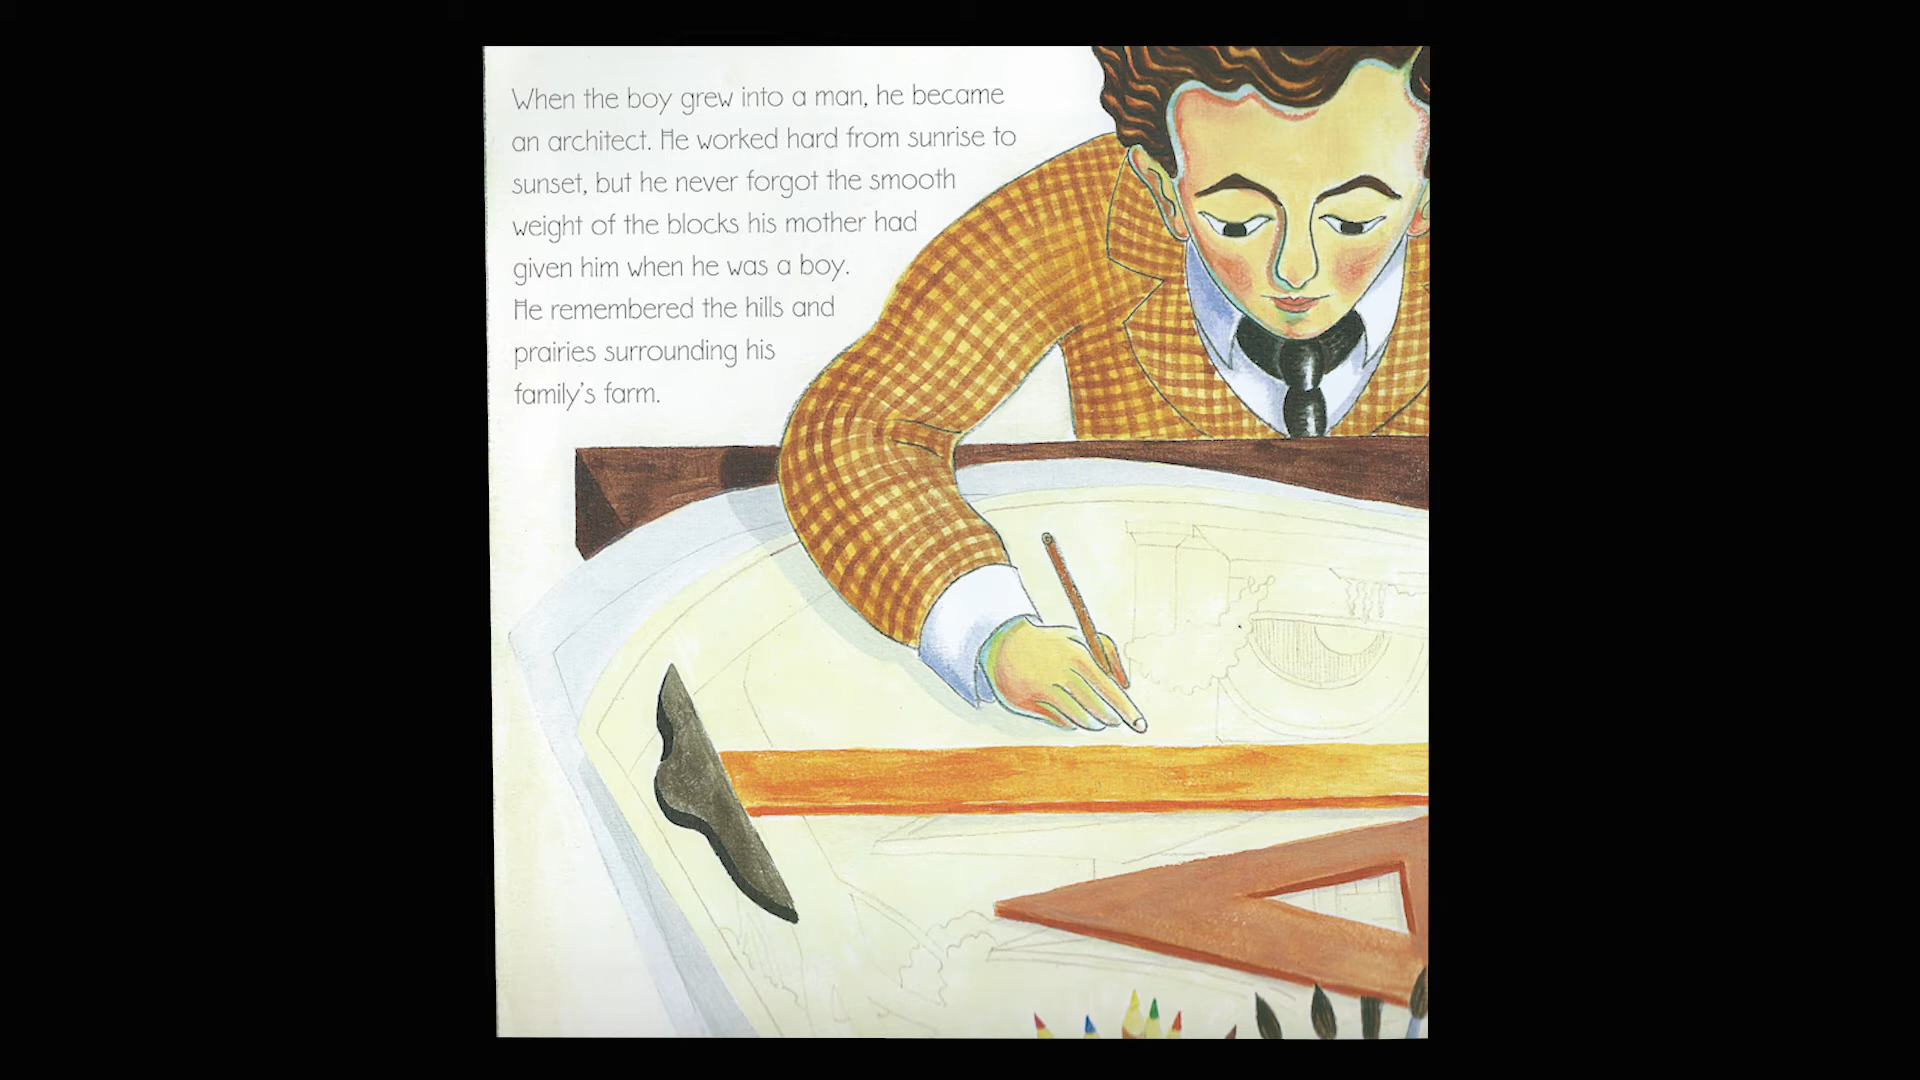 When the boy grew into a man, he became
an architect. He worked hard from sunrise to
sunset, but he never forgot the smooth
weight of the blocks his mother had
given him when he was a boy.
He remembered the hills and
prairies surrounding his
family's farm.